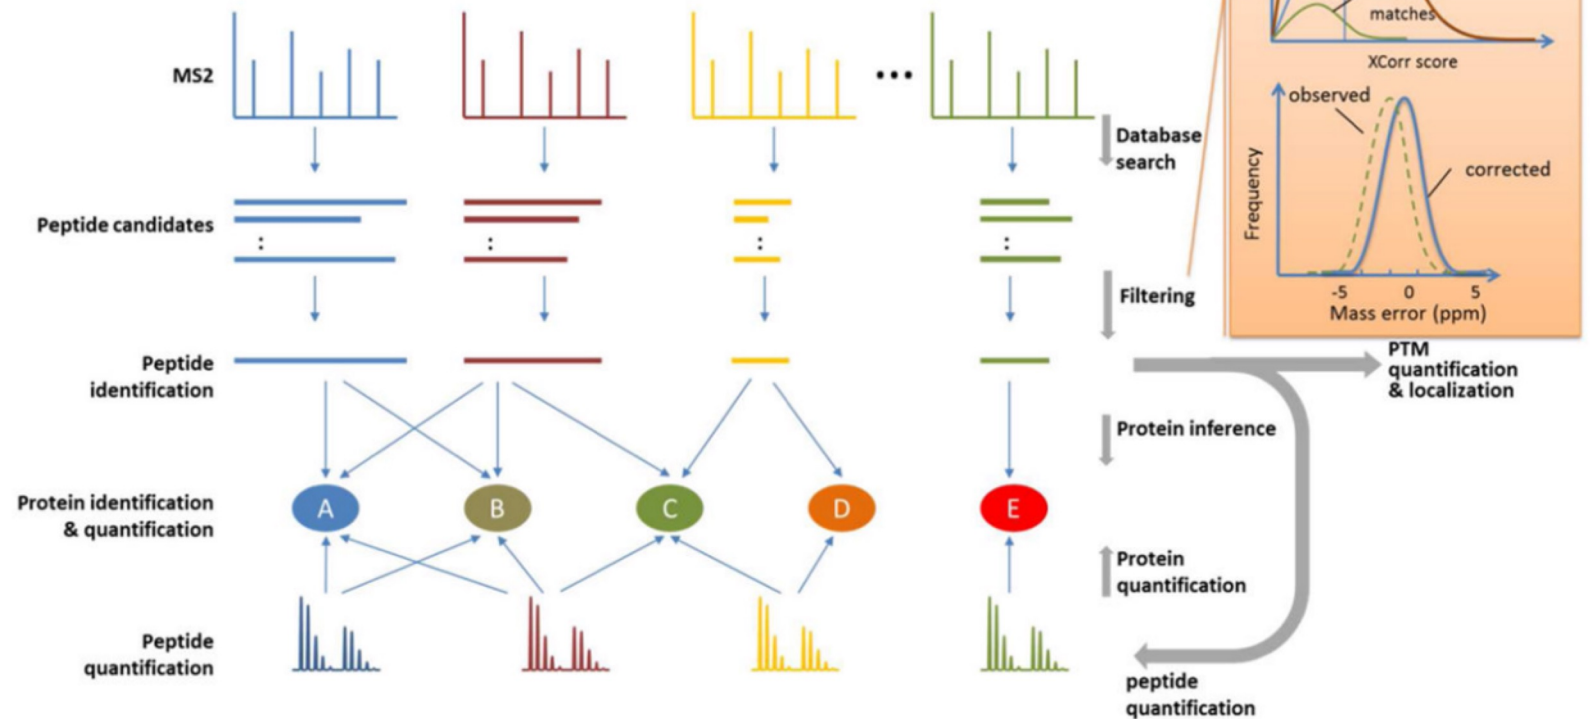 matches
XCorr score
MS2
•••
observed
Database
search
corrected
Frequency
Peptide candidates
:
:
:
:
-5 0 5
Mass error (ppm)
Filtering
Peptide
identification
PTM
quantification
& localization
Protein inference
Protein identification
& quantification
A B C D E
Protein
quantification
Peptide
quantification
peptide
quantification